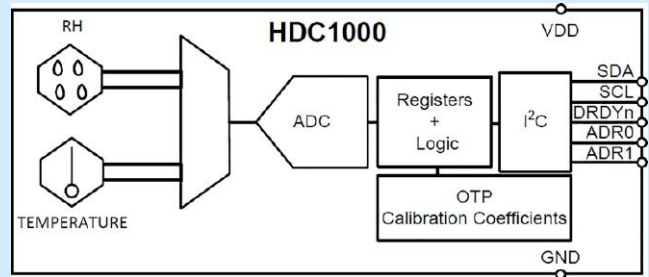 RH
HDC1000
VDD
SDA
SCL
DRDYn
ADR0
ADR1
ADC
Registers
+
Logic
I²C
TEMPERATURE
OTP
Calibration Coefficients
GND